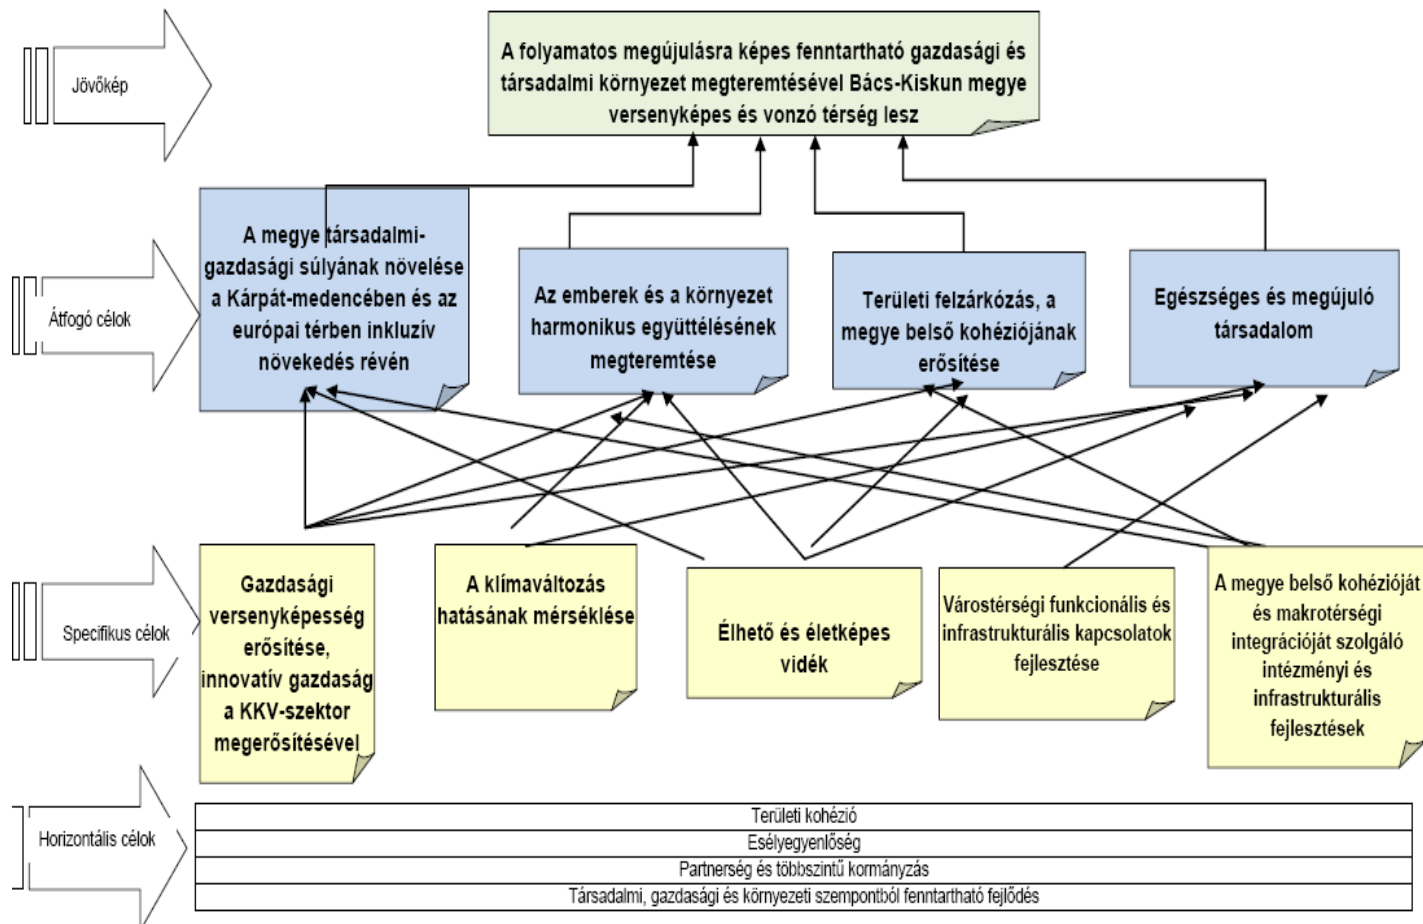 Jövőkép
A folyamatos megújulásra képes fenntartható gazdasági és
társadalmi környezet megteremtésével Bács-Kiskun megye
versenyképes és vonzó térség lesz
Átfogó célok
A megye társadalmi-
gazdasági súlyának növelése
a Kárpát-medencében és az
európai térben inkluzív
növekedés révén
Az emberek és a környezet
harmonikus együttélésének
megteremtése
Területi felzárkózás, a
megye belső kohéziójának
erősítése
Egészséges és megújuló
társadalom
Specifikus célok
Gazdasági
versenyképesség
erősítése,
innovatív gazdaság
a KKV-szektor
megerősítésével
A klímaváltozás
hatásának mérséklése
Élhető és életképes
vidék
Várostérségi funkcionális és
infrastrukturális kapcsolatok
fejlesztése
A megye belső kohézióját
és makrotérségi
integrációját szolgáló
intézményi és
infrastrukturális
fejlesztések
Horizontális célok
Területi kohézió
Esélyegyenlőség
Partnerség és többszintű kormányzás
Társadalmi, gazdasági és környezeti szempontból fenntartható fejlődés